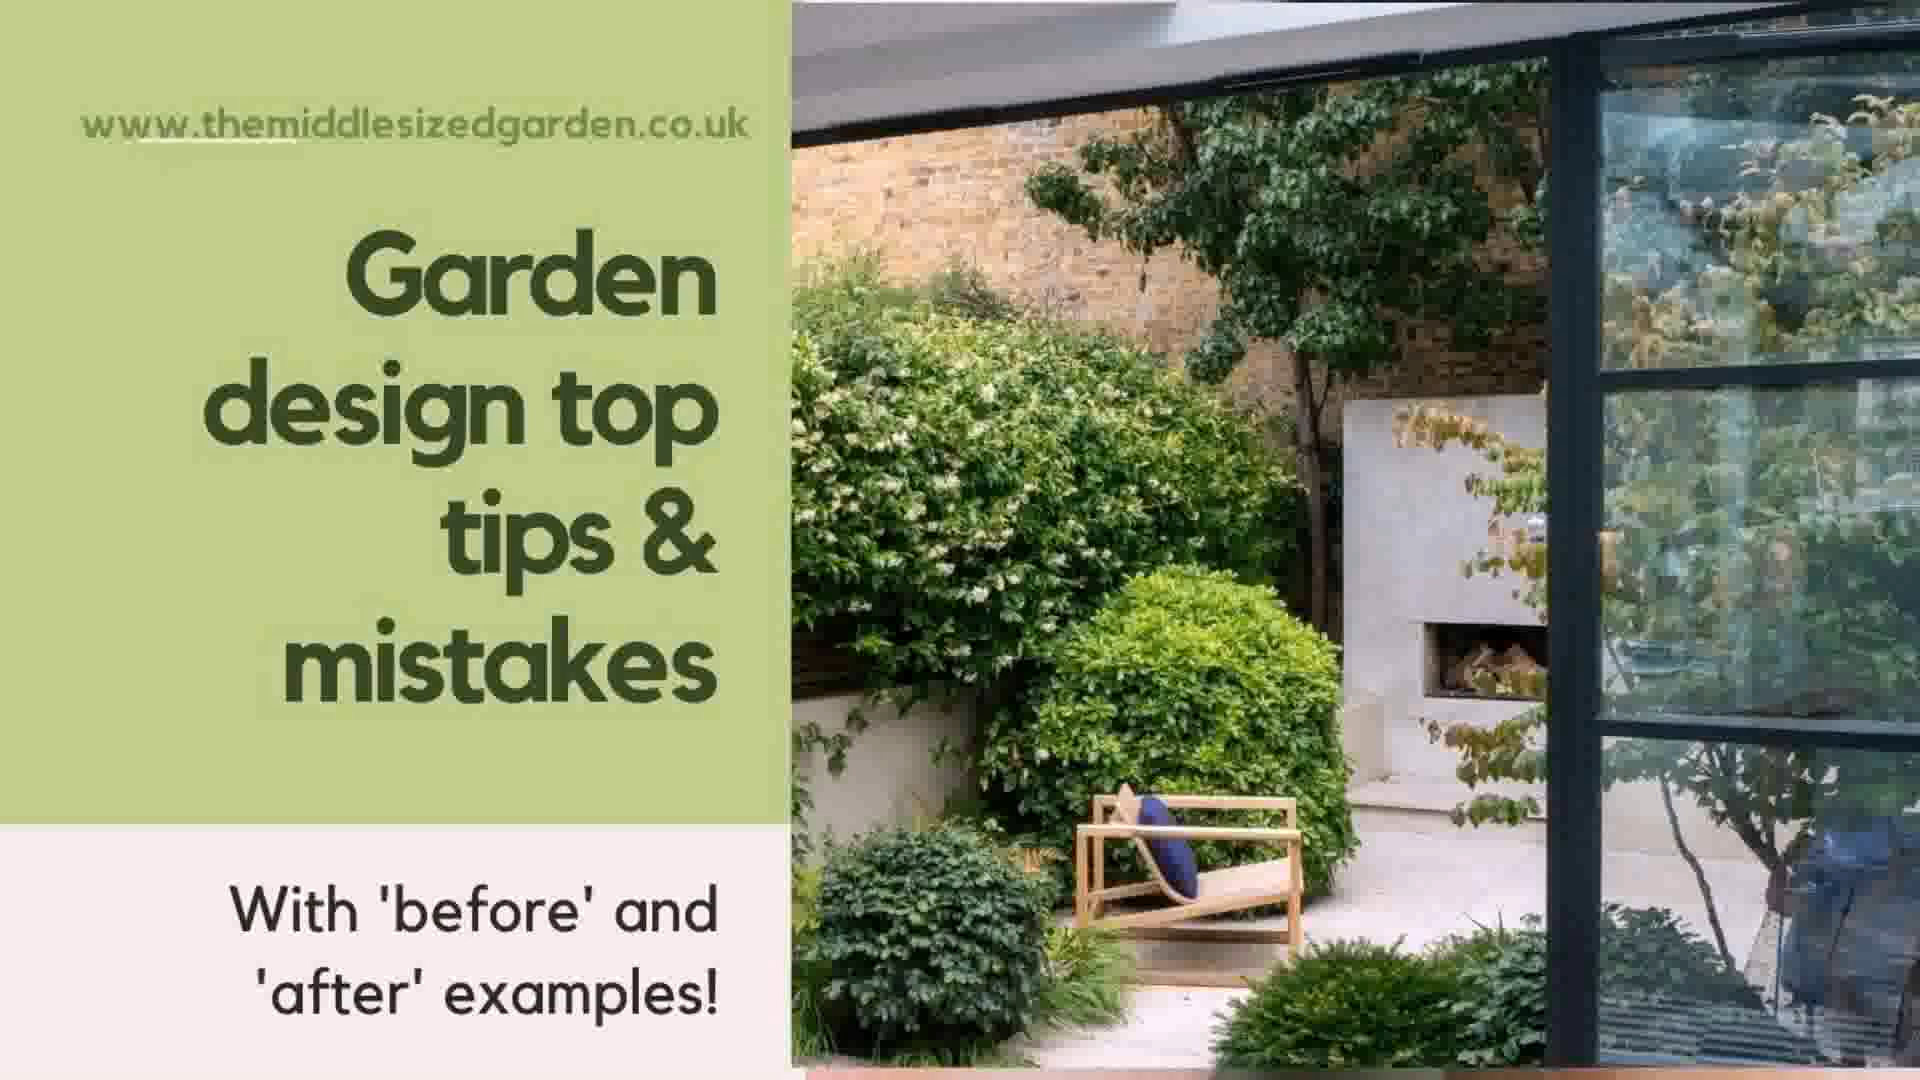 www.themiddlesizedgarden.co.uk
Garden
design top
tips &
mistakes
With 'before' and
'after' examples!